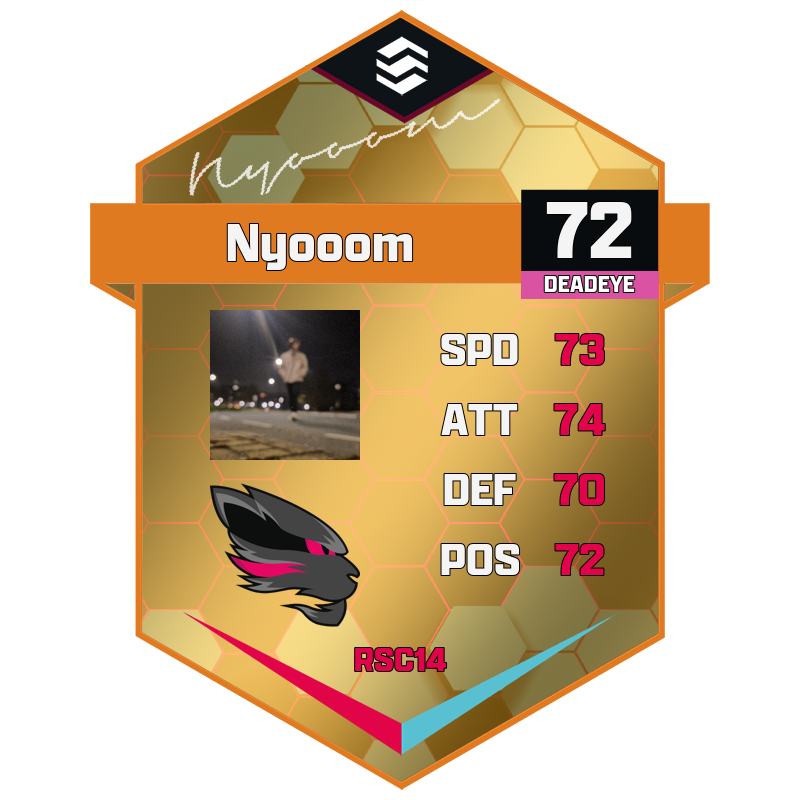 Nyooom
Nyooom
72
DEADEYE
SPD 73
ATT 74
DEF 70
POS 72
RSC14